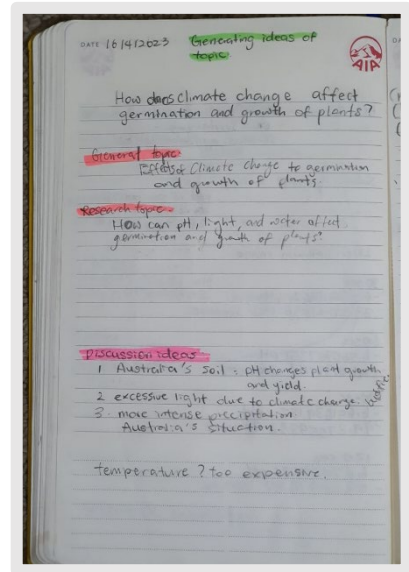 DATE 16/4/2023 Generating ideas of
topic
AIA
How does climate change affect
germination and growth of plants?
General topic
Effects of Climate change to germination
and growth of plants
Research topic
How can pH, light, and water affect
germination and growth of plants?
Discussion ideas
1 Australia's Soil : pH changes plant growth
and yield.
2 excessive light due to climate change.
3 more intense precipitation
Australia's situation.
temperature ? too expensive.